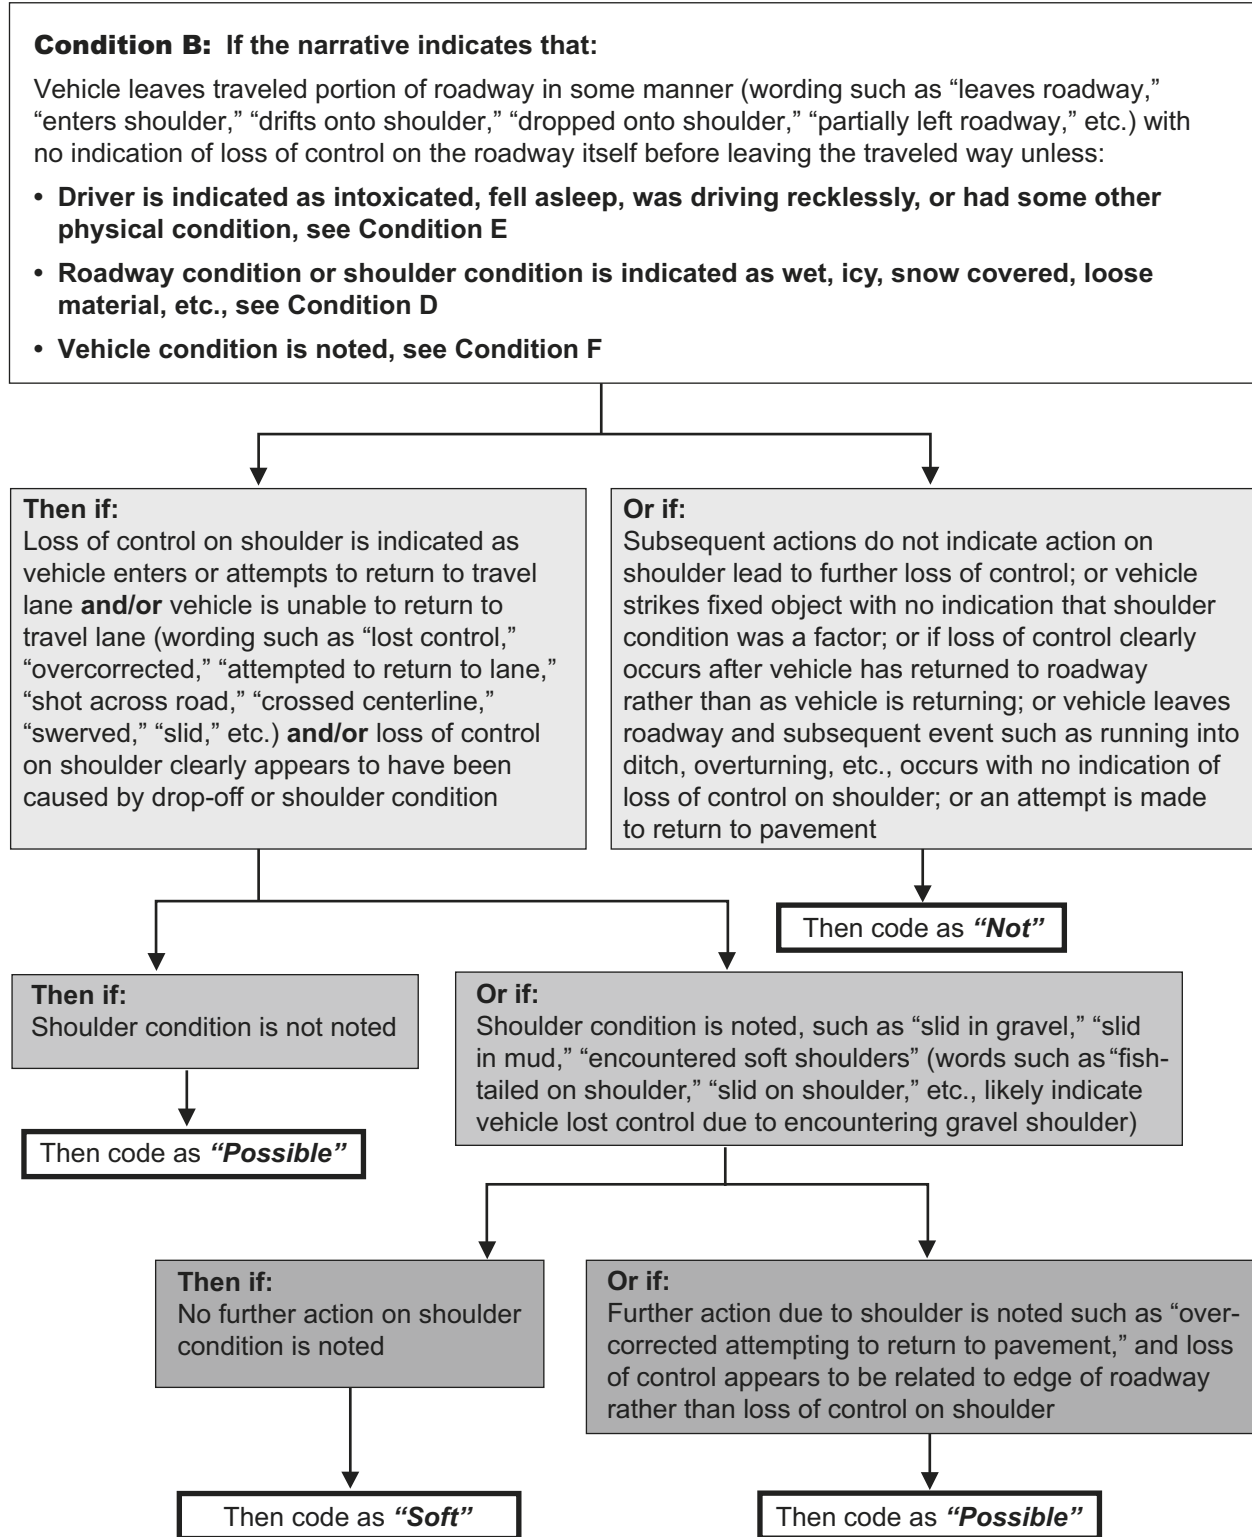 Condition B: If the narrative indicates that:
Vehicle leaves traveled portion of roadway in some manner (wording such as “leaves roadway,”
“enters shoulder,” “drifts onto shoulder,” “dropped onto shoulder,” “partially left roadway,” etc.) with
no indication of loss of control on the roadway itself before leaving the traveled way unless:
• Driver is indicated as intoxicated, fell asleep, was driving recklessly, or had some other
physical condition, see Condition E
• Roadway condition or shoulder condition is indicated as wet, icy, snow covered, loose
material, etc., see Condition D
• Vehicle condition is noted, see Condition F
Then if:
Loss of control on shoulder is indicated as
vehicle enters or attempts to return to travel
lane and/or vehicle is unable to return to
travel lane (wording such as “lost control,”
“overcorrected,” “attempted to return to lane,”
“shot across road,” “crossed centerline,”
“swerved,” “slid,” etc.) and/or loss of control
on shoulder clearly appears to have been
caused by drop-off or shoulder condition
Or if:
Subsequent actions do not indicate action on
shoulder lead to further loss of control; or vehicle
strikes fixed object with no indication that shoulder
condition was a factor; or if loss of control clearly
occurs after vehicle has returned to roadway
rather than as vehicle is returning; or vehicle leaves
roadway and subsequent event such as running into
ditch, overturning, etc., occurs with no indication of
loss of control on shoulder; or an attempt is made
to return to pavement
Then code as “Not”
Then if:
Shoulder condition is not noted
Then code as “Possible”
Or if:
Shoulder condition is noted, such as “slid in gravel,” “slid
in mud,” “encountered soft shoulders” (words such as “fish-
tailed on shoulder,” “slid on shoulder,” etc., likely indicate
vehicle lost control due to encountering gravel shoulder)
Then if:
No further action on shoulder
condition is noted
Then code as “Soft”
Or if:
Further action due to shoulder is noted such as “over-
corrected attempting to return to pavement,” and loss
of control appears to be related to edge of roadway
rather than loss of control on shoulder
Then code as “Possible”